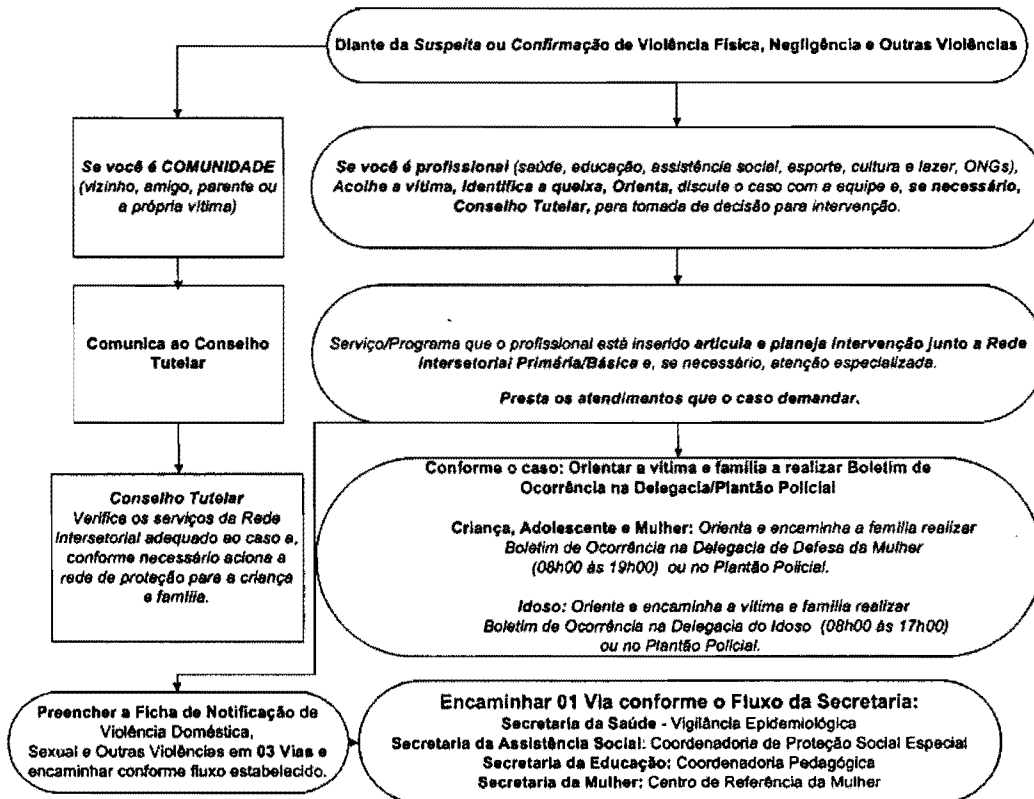 Diante da Suspeita ou Confirmação de Violência Física, Negligência e Outras Violências
Se você é COMUNIDADE
(vizinho, amigo, parente ou
a própria vítima)
Se você é profissional (saúde, educação, assistência social, esporte, cultura e lazer, ONGs),
Acolhe a vítima, Identifica a queixa, Orienta, discute o caso com a equipe e, se necessário,
Conselho Tutelar, para tomada de decisão para intervenção.
Comunica ao Conselho
Tutelar
Serviço/Programa que o profissional está inserido articula e planeja intervenção junto a Rede
Intersetorial Primária/Básica e, se necessário, atenção especializada.
Presta os atendimentos que o caso demandar.
Conselho Tutelar
Verifica os serviços da Rede
Intersetorial adequado ao caso e,
conforme necessário aciona a
rede de proteção para a criança
e família.
Conforme o caso: Orientar a vítima e família a realizar Boletim de
Ocorrência na Delegacia/Plantão Policial
Criança, Adolescente e Mulher: Orienta e encaminha a família realizar
Boletim de Ocorrência na Delegacia de Defesa da Mulher
(08h00 às 19h00) ou no Plantão Policial.
Idoso: Orienta e encaminha a vítima e família realizar
Boletim de Ocorrência na Delegacia do Idoso (08h00 às 17h00)
ou no Plantão Policial.
Preencher a Ficha de Notificação de
Violência Doméstica,
Sexual e Outras Violências em 03 Vias e
encaminhar conforme fluxo estabelecido.
Encaminhar 01 Via conforme o Fluxo da Secretaria:
Secretaria da Saúde - Vigilância Epidemiológica
Secretaria da Assistência Social: Coordenadoria de Proteção Social Especial
Secretaria da Educação: Coordenadoria Pedagógica
Secretaria da Mulher: Centro de Referência da Mulher